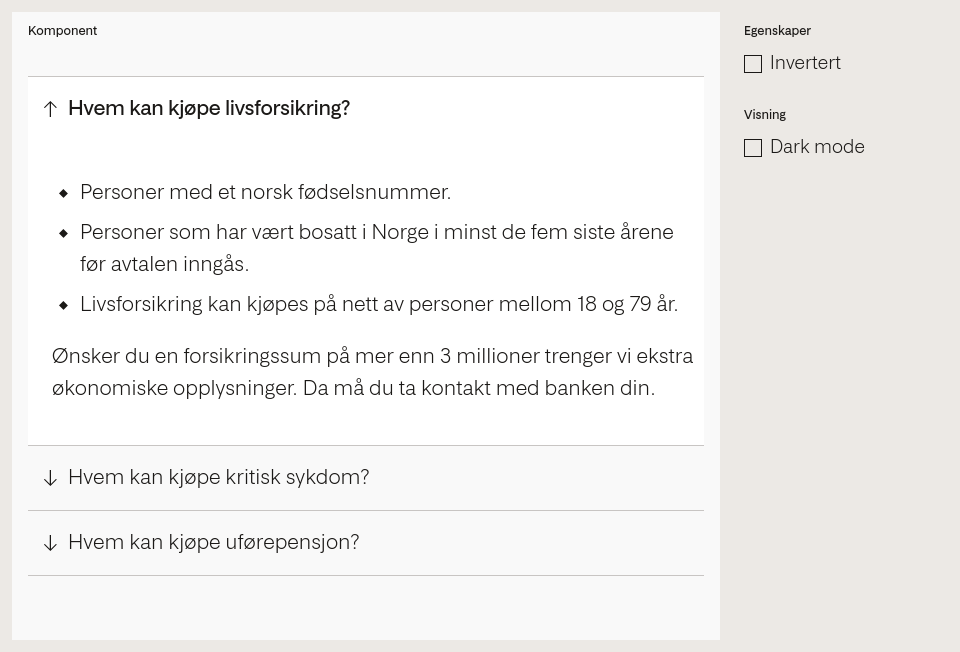 Komponent
Hvem kan kjøpe livsforsikring?
Personer med et norsk fødselsnummer.
Personer som har vært bosatt i Norge i minst de fem siste årene
før avtalen inngås.
Livsforsikring kan kjøpes på nett av personer mellom 18 og 79 år.
Ønsker du en forsikringssum på mer enn 3 millioner trenger vi ekstra
økonomiske opplysninger. Da må du ta kontakt med banken din.
Hvem kan kjøpe kritisk sykdom?
Hvem kan kjøpe uførepensjon?
Egenskaper
Invertert
Visning
Dark mode